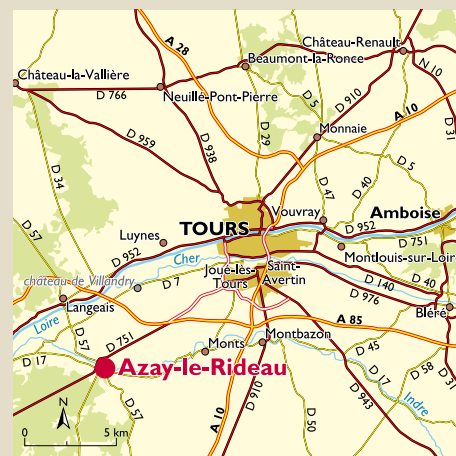 Château-Renault
A 28
Beaumont-la-Ronce
N 10
Château-la-Vallière
D 766
Neuillé-Pont-Pierre
D 5
D 910
A 10
D 31
D 959
D 938
D 29
Monnaie
D 34
D 5
D 40
D 47
Vouvray
Amboise
D 57
TOURS
D 952
D 751
Luynes
D 952
Cher
Montlouis-sur-Loir
château de Villandry
D 7
Joué-lès-
Tours
Saint-
Avertin
D 140
D 40
D 976
Langeais
Bléré
Loire
D 57
D 751
A 85
Monts
Montbazon
D 45
D 17
Azay-le-Rideau
D 17
D 58
D 31
D 57
A 10
D 910
D 50
D 943
Indre
N
0
5 km